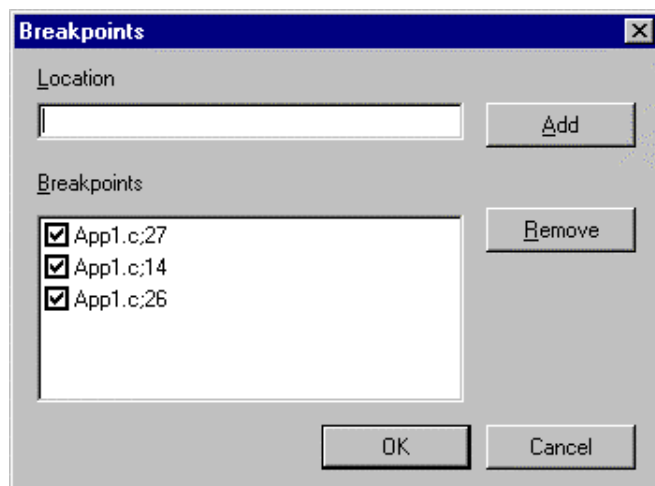 Breakpoints
Location
Add
Breakpoints
App1.c;27
App1.c;14
App1.c;26
Remove
OK
Cancel